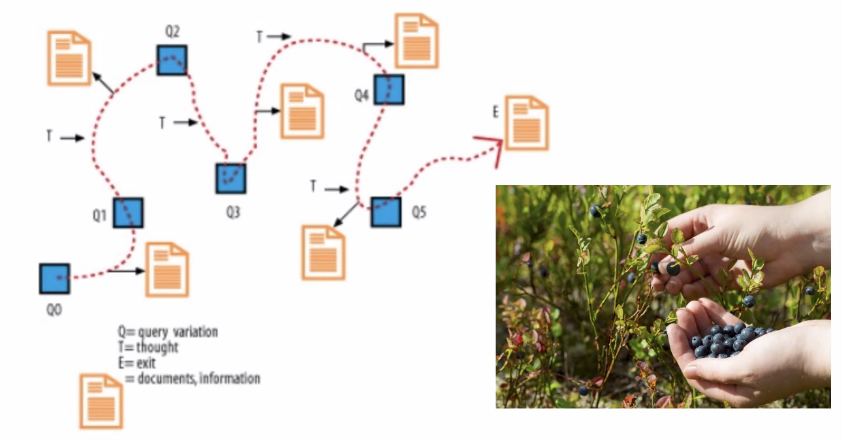 Q2
T
Q4
E
T
T
Q3
T
Q1
Q5
Q0
Q= query variation
T= thought
E= exit
= documents, information